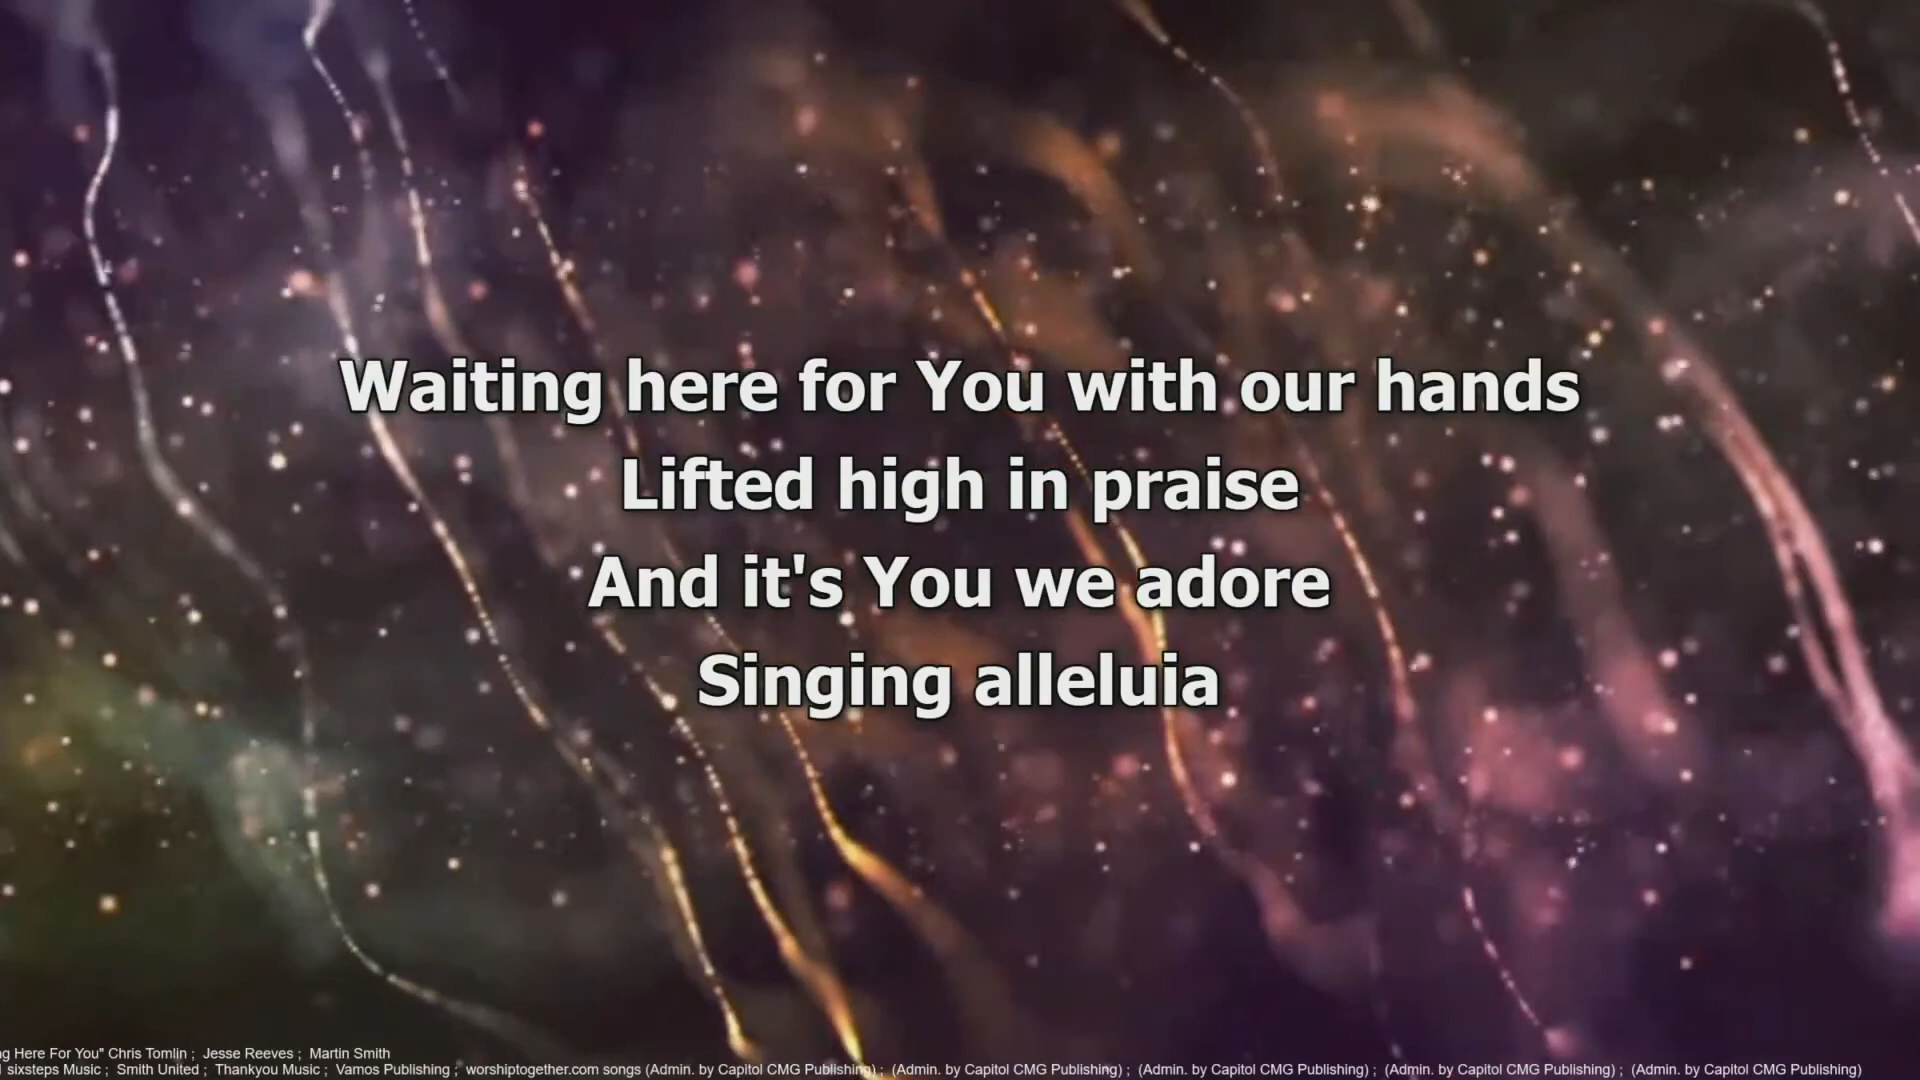 Waiting here for You with our hands
Lifted high in praise
And it's You we adore
Singing alleluia
ng Here For You" Chris Tomlin ; Jesse Reeves ; Martin Smith
sixsteps Music ; Smith United ; Thankyou Music ; Vamos Publishing ; worshiptogether.com songs (Admin. by Capitol CMG Publishing) ; (Admin. by Capitol CMG Publishing) ; (Admin. by Capitol CMG Publishing) ; (Admin. by Capitol CMG Publishing) ; (Admin. by Capitol CMG Publishing)